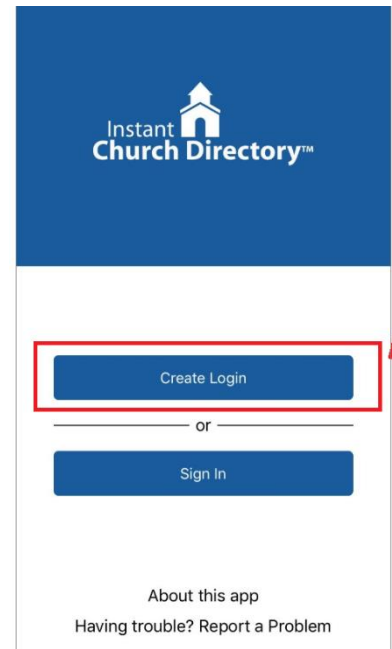 Instant
Church Directory™
Create Login
or
Sign In
About this app
Having trouble? Report a Problem